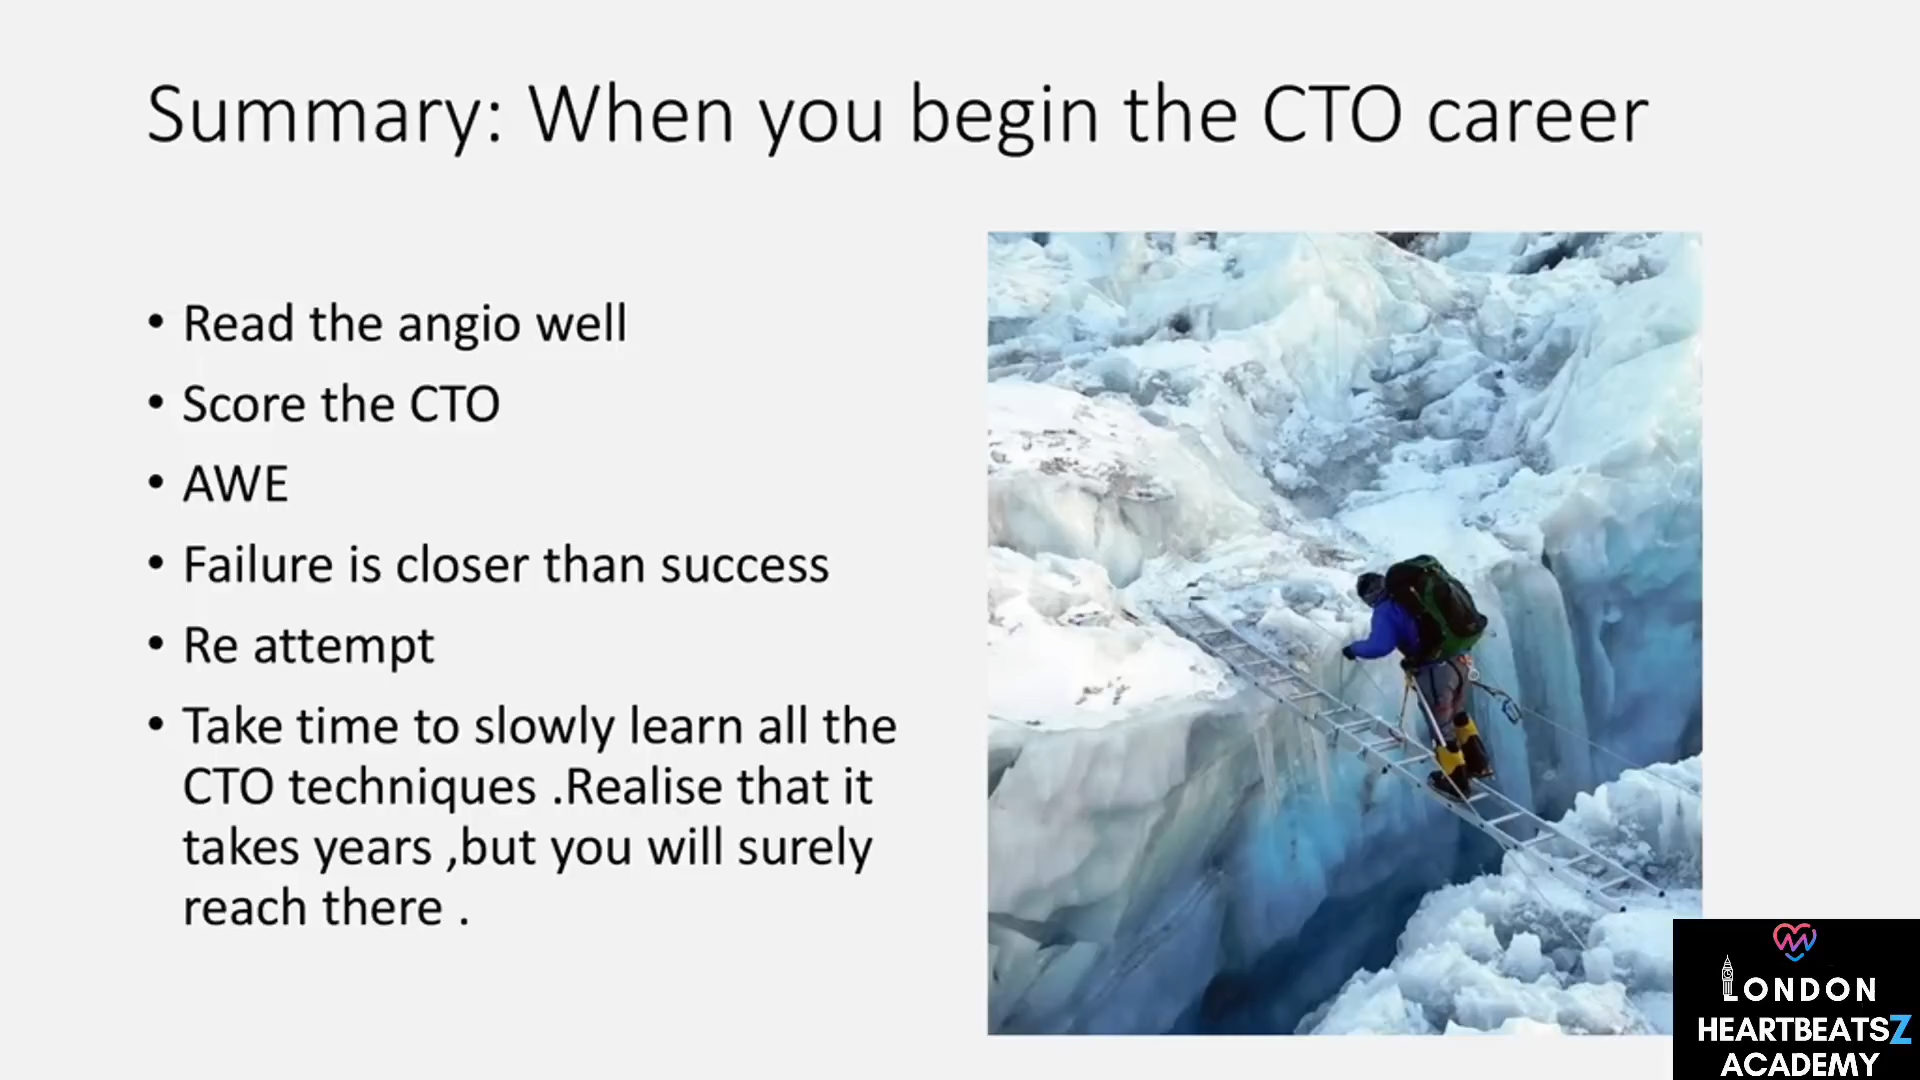 Summary: When you begin the CTO career
• Read the angio well
• Score the CTO
• AWE
• Failure is closer than success
• Re attempt
• Take time to slowly learn all the
CTO techniques .Realise that it
takes years ,but you will surely
reach there .
LONDON
HEARTBEATSZ
ACADEMY